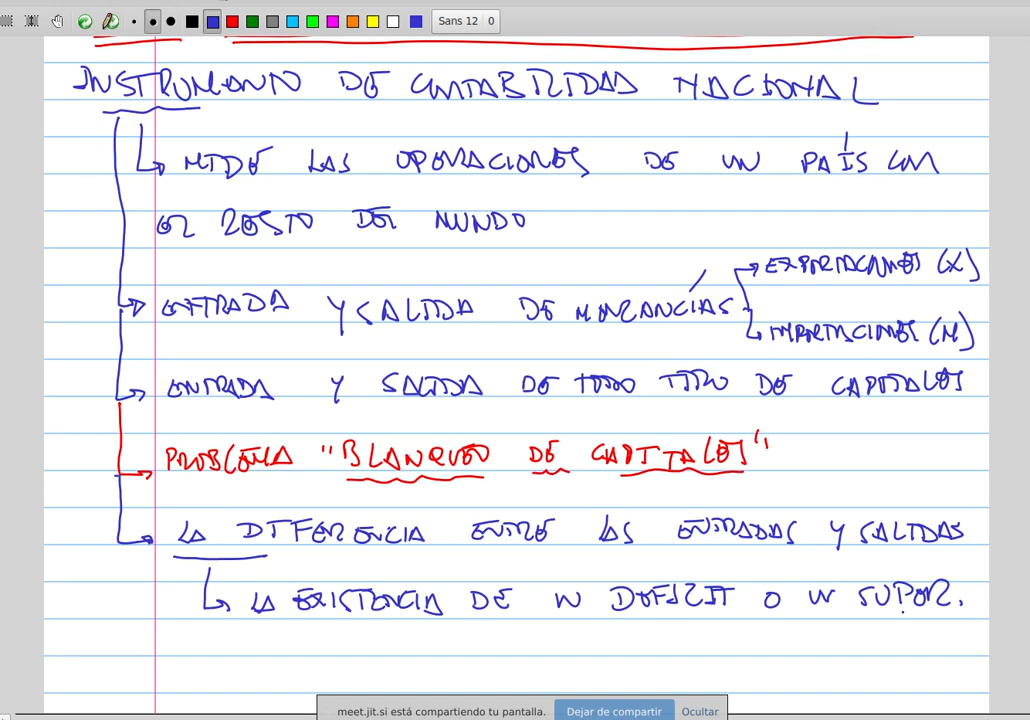 Sans 12 0
INSTRUMENTO DE CONTABILIDAD NACIONAL
MIDE LAS OPERACIONES DE UN PAÍS CON
EL RESTO DEL MUNDO
EXPORTACIONES (X)
ENTRADA Y SALIDA DE MERCANCÍAS
IMPORTACIONES (M)
ENTRADA Y SALIDA DE TODO TIPO DE CAPITALES
PROBLEMA "BLANQUEO DE CAPITALES"
LA DIFERENCIA ENTRE LAS ENTRADAS Y SALIDAS
LA EXISTENCIA DE UN DEFICIT O UN SUPER.
meet.jit.si está compartiendo tu pantalla. Dejar de compartir Ocultar